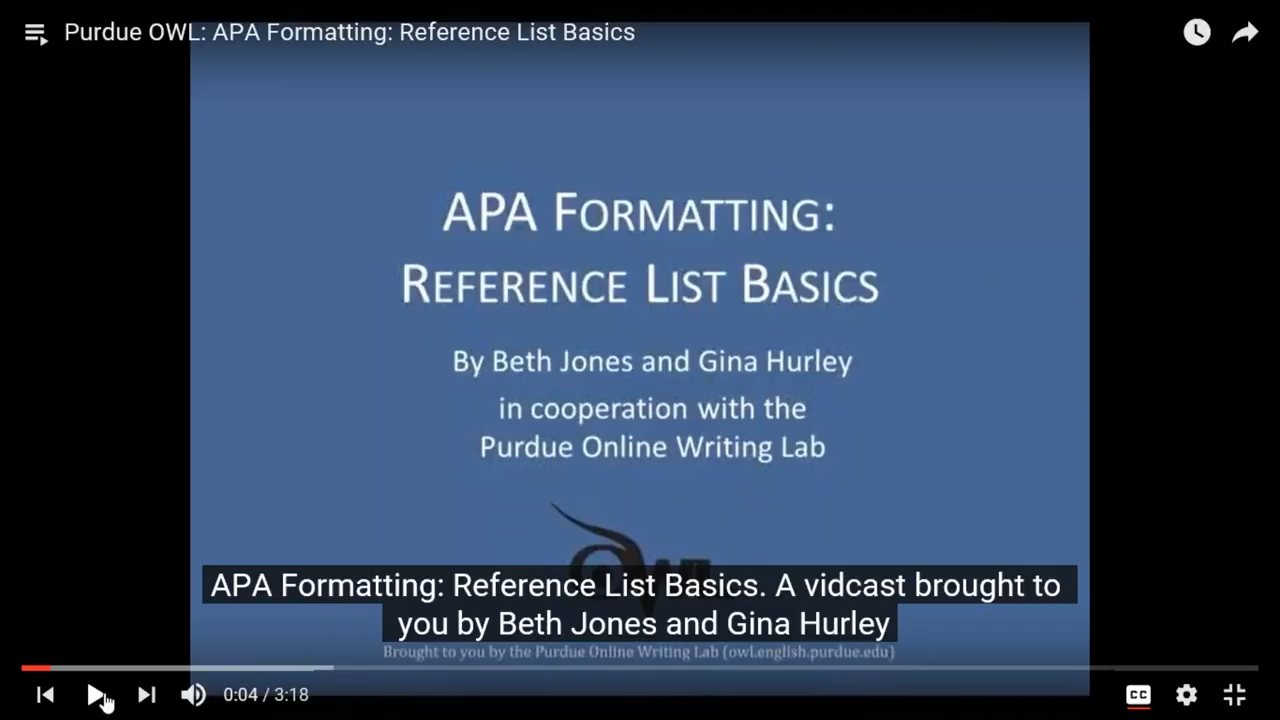 Purdue OWL: APA Formatting: Reference List Basics
APA FORMATTING:
REFERENCE LIST BASICS
By Beth Jones and Gina Hurley
in cooperation with the
Purdue Online Writing Lab
APA Formatting: Reference List Basics. A vidcast brought to
you by Beth Jones and Gina Hurley
Brought to you by the Purdue Online Writing Lab (owl.english.purdue.edu)
0:04 / 3:18
CC